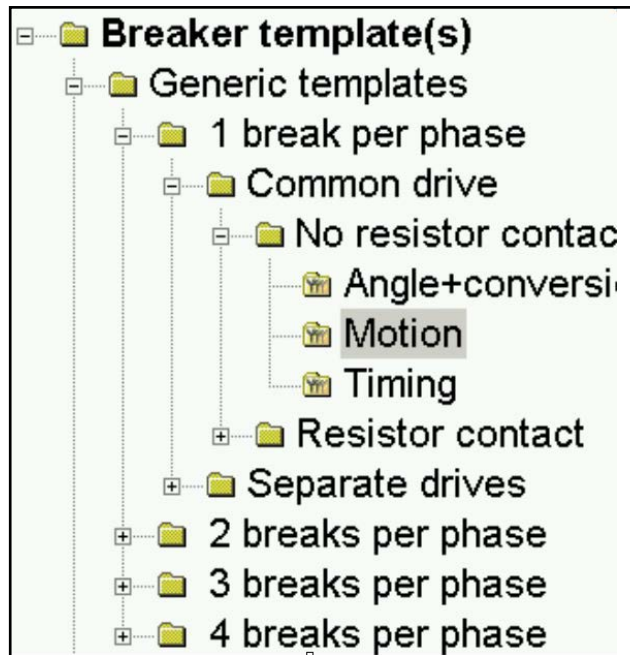 Breaker template(s)
Generic templates
1 break per phase
Common drive
No resistor contac
Angle+conversi
Motion
Timing
Resistor contact
Separate drives
2 breaks per phase
3 breaks per phase
4 breaks per phase